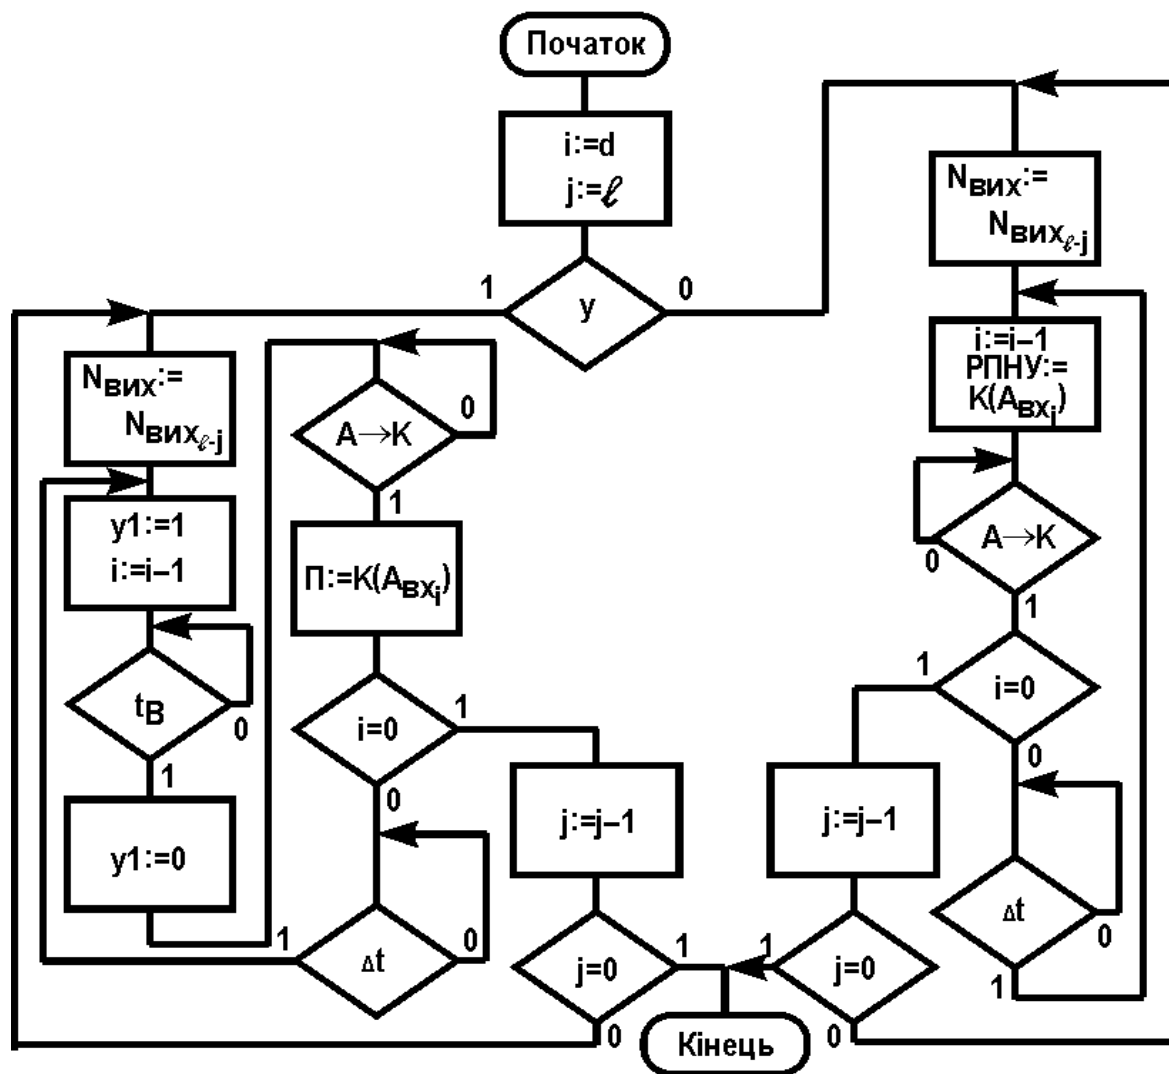 Початок
i:=d
j:=ℓ
y
1
0
Nвих:=
Nвихℓ-j
y1:=1
i:=i–1
tВ
0
1
y1:=0
A→K
0
1
П:=K(Aвхi)
i=0
1
0
Δt
1
0
j:=j–1
j=0
1
0
Nвих:=
Nвихℓ-j
i:=i–1
РПНУ:=
K(Aвхi)
A→K
0
1
i=0
1
0
Δt
0
1
j:=j–1
j=0
1
0
Кінець